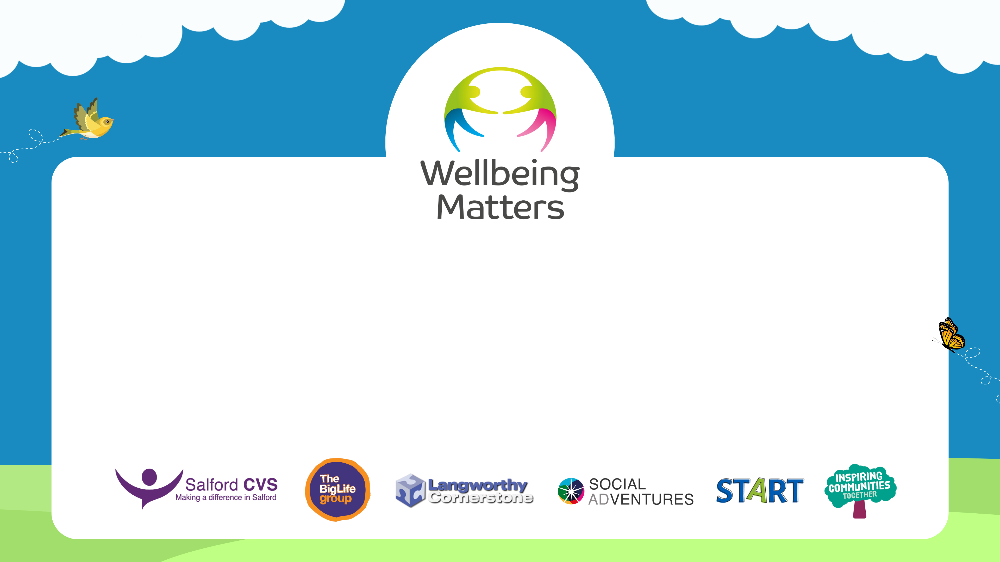 Wellbeing
Matters
Salford CVS
Making a difference in Salford
The
BigLife
group
Langworthy
Cornerstone
SOCIAL
ADVENTURES
START
INSPIRING
COMMUNITIES
TOGETHER